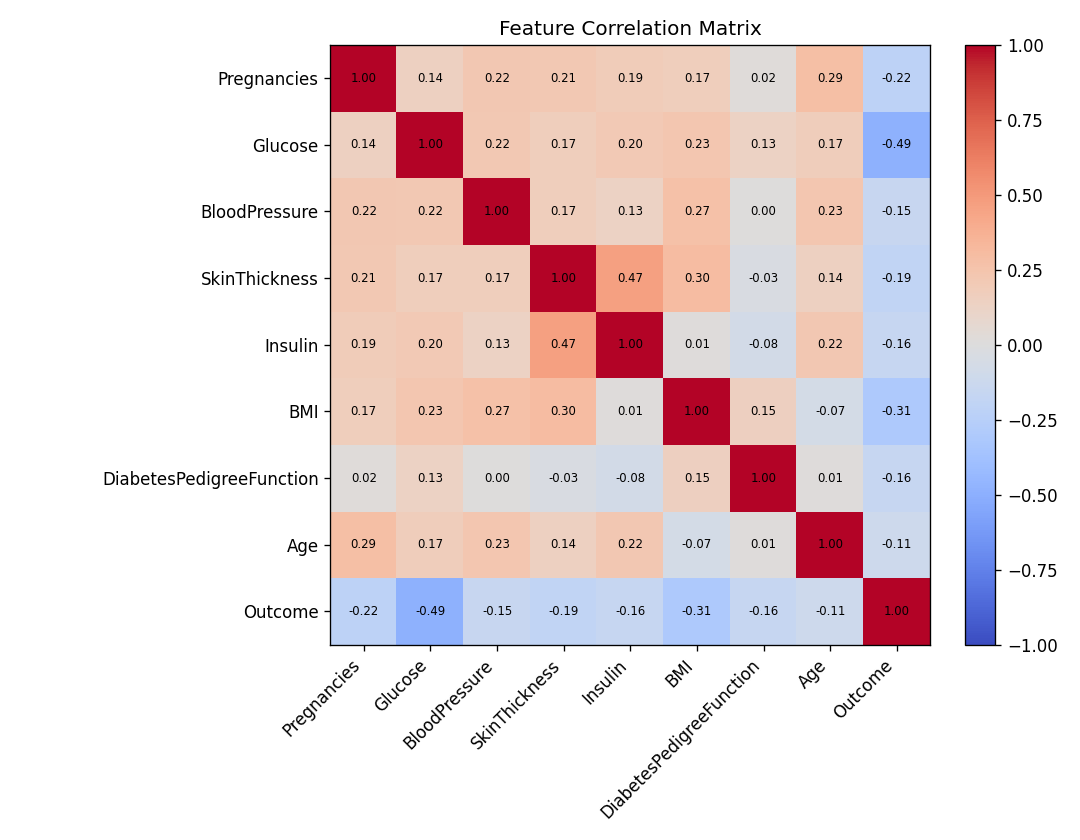 Feature Correlation Matrix
Pregnancies 1.00 0.14 0.22 0.21 0.19 0.17 0.02 0.29 -0.22
Glucose 0.14 1.00 0.22 0.17 0.20 0.23 0.13 0.17 -0.49
BloodPressure 0.22 0.22 1.00 0.17 0.13 0.27 0.00 0.23 -0.15
SkinThickness 0.21 0.17 0.17 1.00 0.47 0.30 -0.03 0.14 -0.19
Insulin 0.19 0.20 0.13 0.47 1.00 0.01 -0.08 0.22 -0.16
BMI 0.17 0.23 0.27 0.30 0.01 1.00 0.15 -0.07 -0.31
DiabetesPedigreeFunction 0.02 0.13 0.00 -0.03 -0.08 0.15 1.00 0.01 -0.16
Age 0.29 0.17 0.23 0.14 0.22 -0.07 0.01 1.00 -0.11
Outcome -0.22 -0.49 -0.15 -0.19 -0.16 -0.31 -0.16 -0.11 1.00
Pregnancies
Glucose
BloodPressure
SkinThickness
Insulin
BMI
DiabetesPedigreeFunction
Age
Outcome
1.00
0.75
0.50
0.25
0.00
−0.25
−0.50
−0.75
−1.00